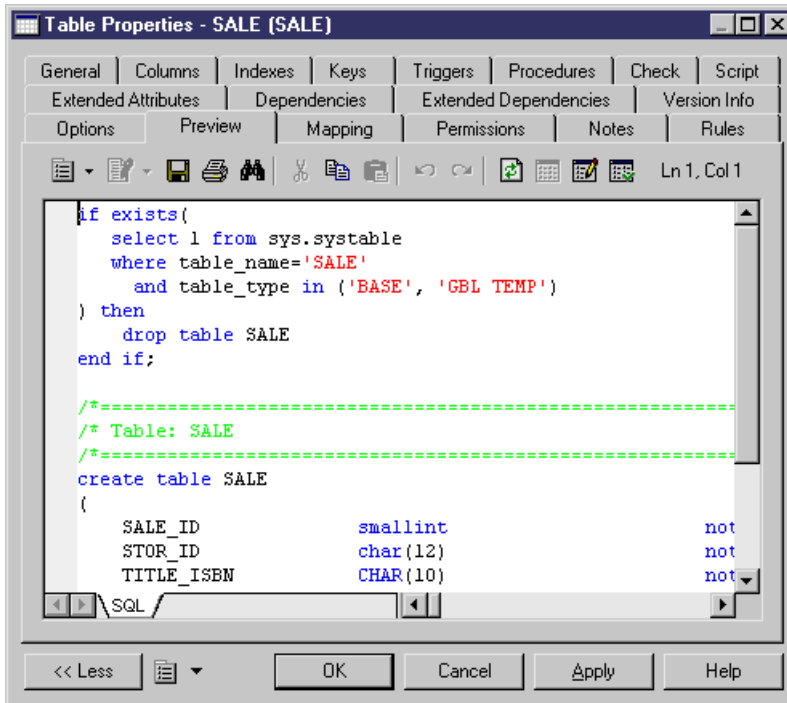 Table Properties - SALE (SALE)
General Columns Indexes Keys Triggers Procedures Check Script
Extended Attributes Dependencies Extended Dependencies Version Info
Options Preview Mapping Permissions Notes Rules
Ln 1, Col 1
if exists(
select 1 from sys.systable
where table_name='SALE'
and table_type in ('BASE', 'GBL TEMP')
) then
drop table SALE
end if;
/*==========================================================
/* Table: SALE
/*==========================================================
create table SALE
(
SALE_ID smallint not
STOR_ID char(12) not
TITLE_ISBN CHAR(10) not
SQL
<< Less OK Cancel Apply Help